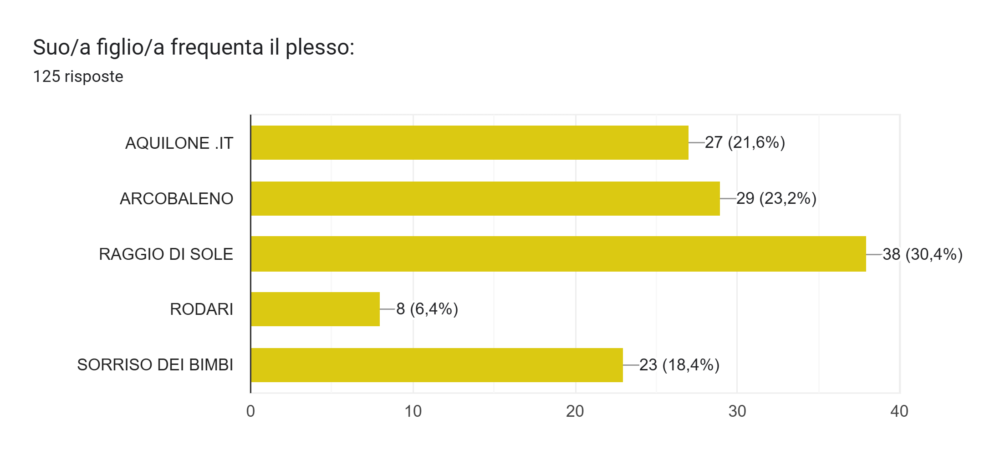 Suo/a figlio/a frequenta il plesso:
125 risposte
AQUILONE .IT
27 (21,6%)
ARCOBALENO
29 (23,2%)
RAGGIO DI SOLE
38 (30,4%)
RODARI
8 (6,4%)
SORRISO DEI BIMBI
23 (18,4%)
0 10 20 30 40